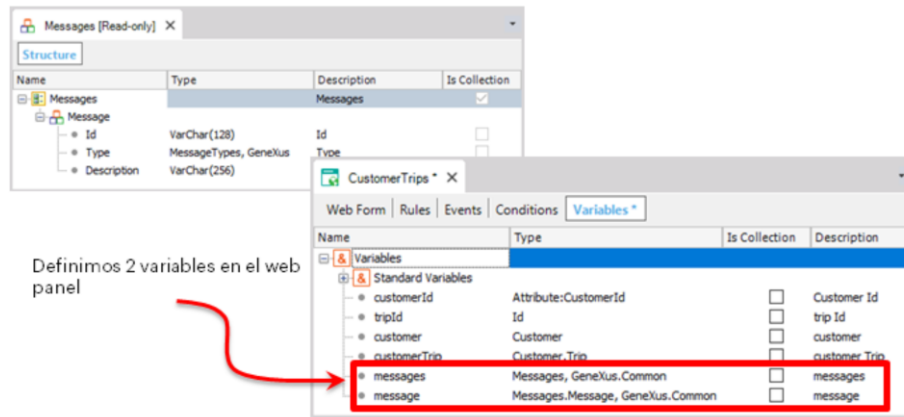 Messages [Read-only]
Structure
Name Type Description Is Collection
Messages Messages
Message
Id VarChar(128) Id
Type MessageTypes, GeneXus Type
Description VarChar(256)
CustomerTrips *
Web Form Rules Events Conditions Variables *
Name Type Is Collection Description
& Variables
& Standard Variables
customerId Attribute:CustomerId Customer Id
tripId Id trip Id
customer Customer customer
customerTrip Customer.Trip customer Trip
messages Messages, GeneXus.Common messages
message Messages.Message, GeneXus.Common message
Definimos 2 variables en el web
panel